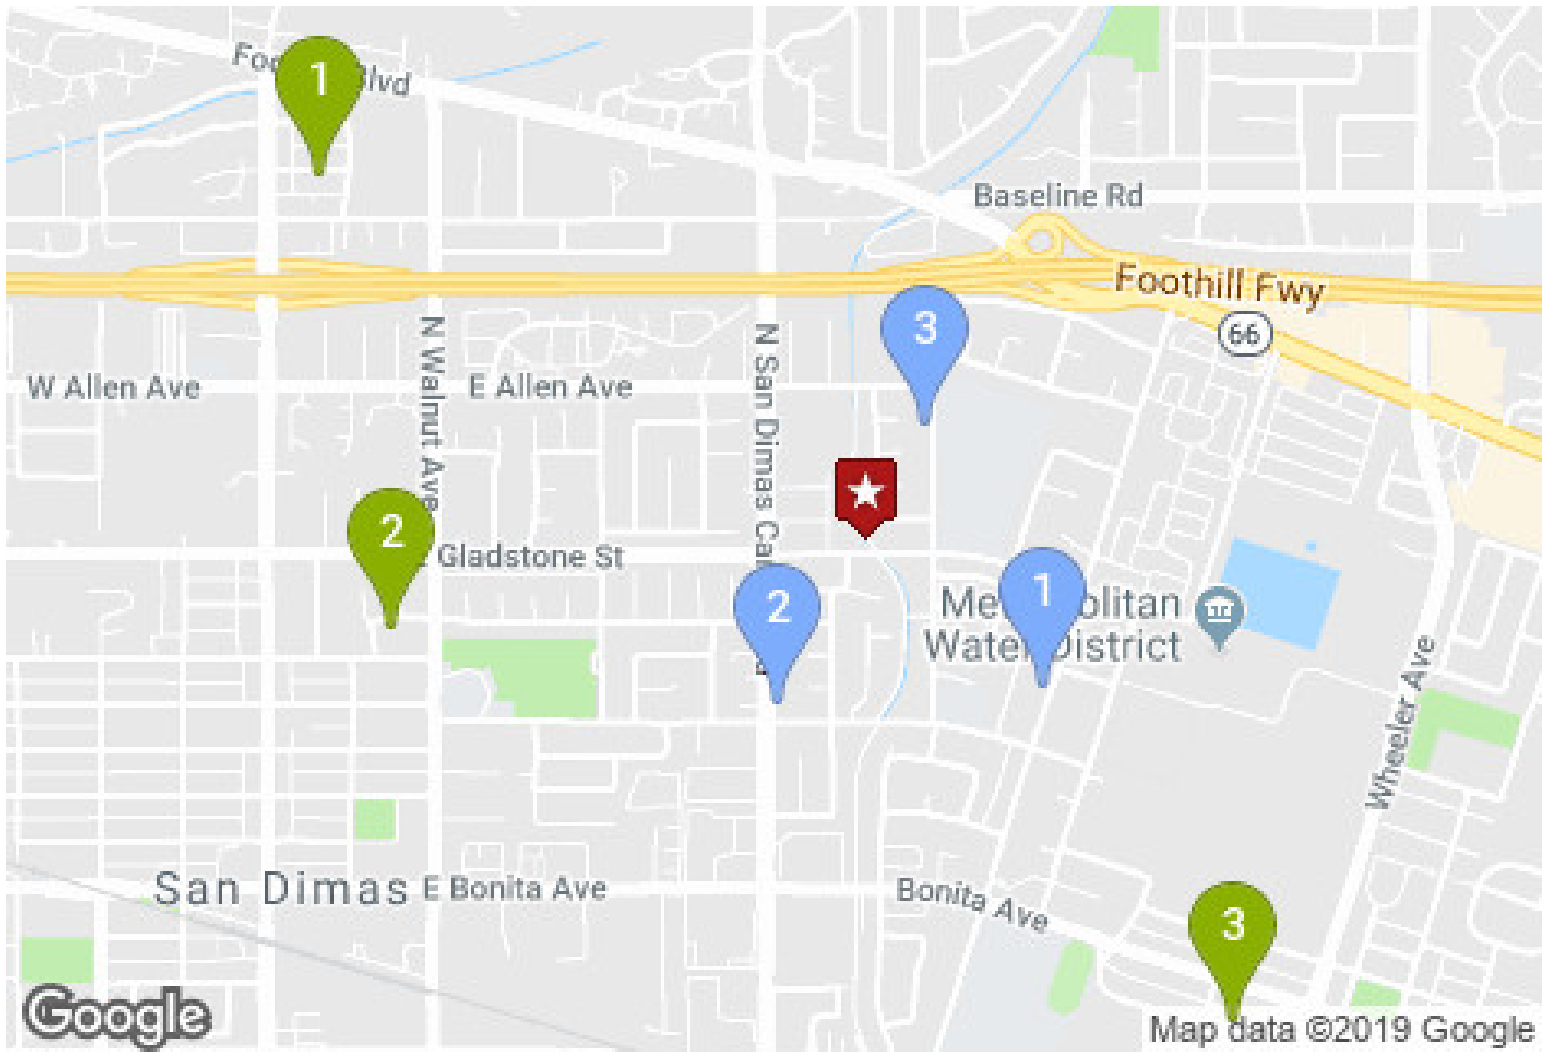 1
Baseline Rd
Foothill Fwy
3
66
W Allen Ave
E Allen Ave
N Walnut Ave
2
Gladstone St
2
1
Water District
Wheeler Ave
San Dimas
E Bonita Ave
Bonita Ave
3
Google
Map data ©2019 Google
N San Dimas